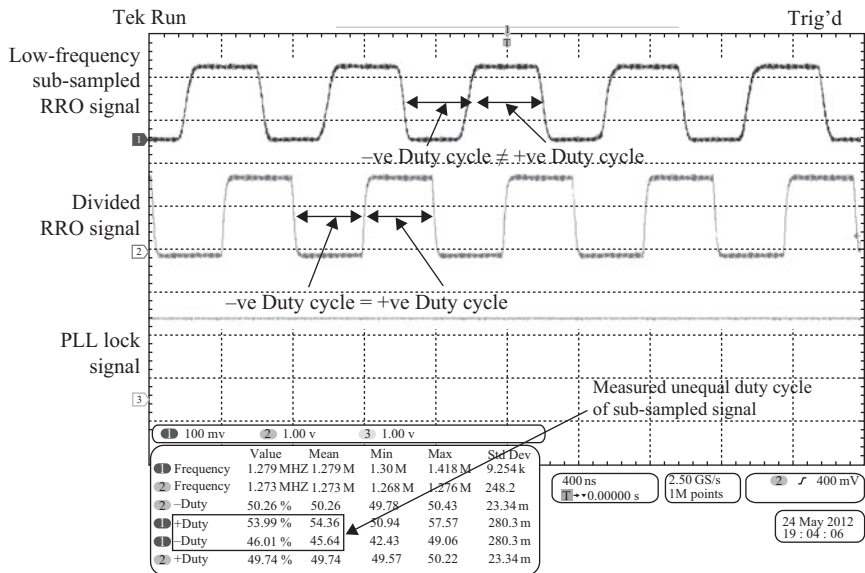 Tek Run
Trig'd
Low-frequency
sub-sampled
RRO signal
1
T
–ve Duty cycle ≠ +ve Duty cycle
Divided
RRO signal
2
–ve Duty cycle = +ve Duty cycle
PLL lock
signal
3
Measured unequal duty cycle
of sub-sampled signal
1 100 mv 2 1.00 v 3 1.00 v
Value Mean Min Max Std Dev
1 Frequency 1.279 MHZ 1.279 M 1.30 M 1.418 M 9.254 k
2 Frequency 1.273 MHZ 1.273 M 1.268 M 1.276 M 248.2
2 –Duty 50.26 % 50.26 49.78 50.43 23.34 m
1 +Duty 53.99 % 54.36 50.94 57.57 280.3 m
1 –Duty 46.01 % 45.64 42.43 49.06 280.3 m
2 +Duty 49.74 % 49.74 49.57 50.22 23.34 m
400 ns
T→▾0.00000 s
2.50 GS/s
1M points
2 400 mV
24 May 2012
19 : 04 : 06